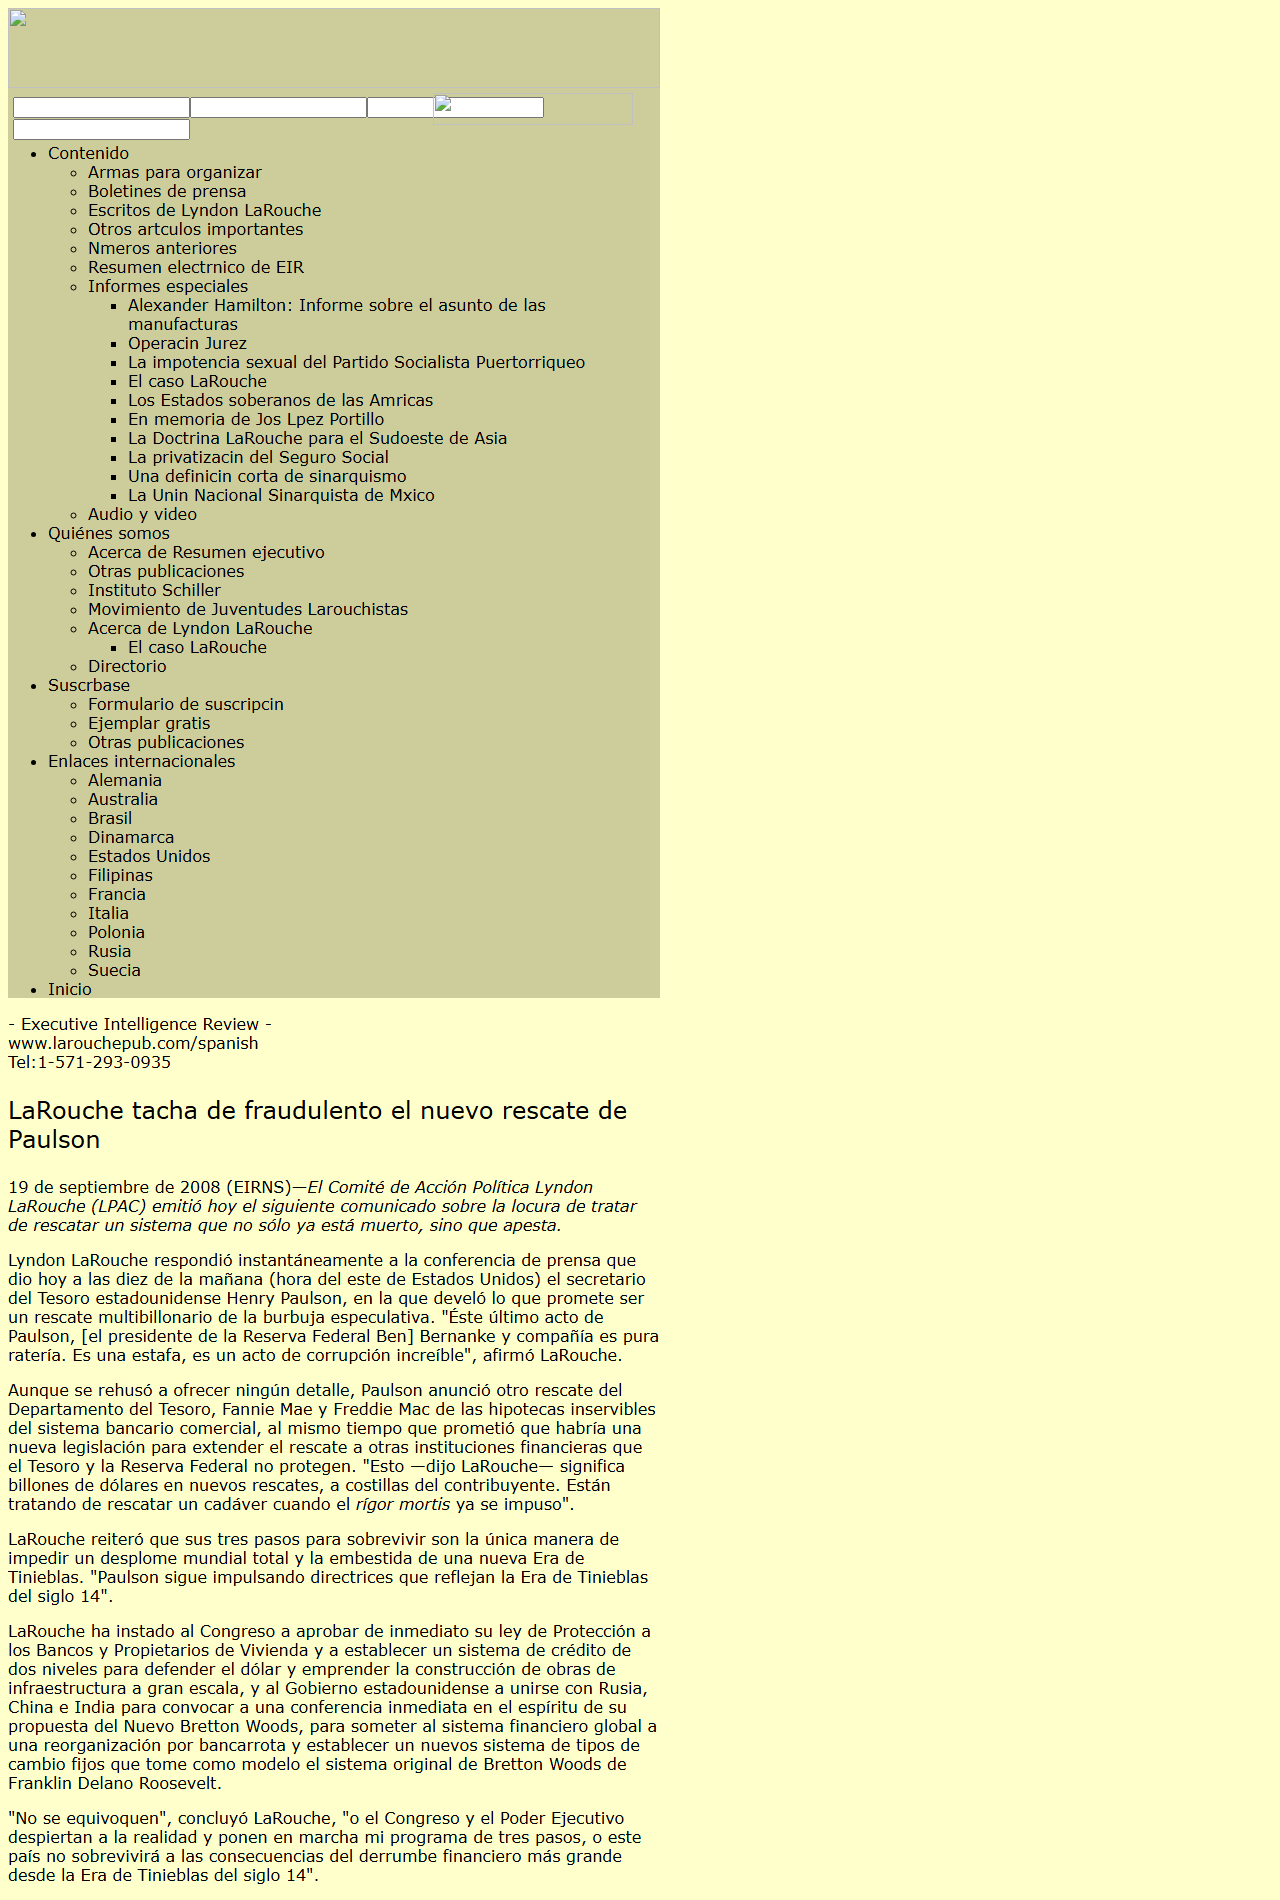 Contenido
Armas para organizar
Boletines de prensa
Escritos de Lyndon LaRouche
Otros artculos importantes
Nmeros anteriores
Resumen electrnico de EIR
Informes especiales
Alexander Hamilton: Informe sobre el asunto de las
manufacturas
Operacin Jurez
La impotencia sexual del Partido Socialista Puertorriqueo
El caso LaRouche
Los Estados soberanos de las Amricas
En memoria de Jos Lpez Portillo
La Doctrina LaRouche para el Sudoeste de Asia
La privatizacin del Seguro Social
Una definicin corta de sinarquismo
La Unin Nacional Sinarquista de Mxico
Audio y video
Quiénes somos
Acerca de Resumen ejecutivo
Otras publicaciones
Instituto Schiller
Movimiento de Juventudes Larouchistas
Acerca de Lyndon LaRouche
El caso LaRouche
Directorio
Suscrbase
Formulario de suscripcin
Ejemplar gratis
Otras publicaciones
Enlaces internacionales
Alemania
Australia
Brasil
Dinamarca
Estados Unidos
Filipinas
Francia
Italia
Polonia
Rusia
Suecia
Inicio
- Executive Intelligence Review -
www.larouchepub.com/spanish
Tel:1-571-293-0935
LaRouche tacha de fraudulento el nuevo rescate de
Paulson
19 de septiembre de 2008 (EIRNS)—El Comité de Acción Política Lyndon
LaRouche (LPAC) emitió hoy el siguiente comunicado sobre la locura de tratar
de rescatar un sistema que no sólo ya está muerto, sino que apesta.
Lyndon LaRouche respondió instantáneamente a la conferencia de prensa que
dio hoy a las diez de la mañana (hora del este de Estados Unidos) el secretario
del Tesoro estadounidense Henry Paulson, en la que develó lo que promete ser
un rescate multibillonario de la burbuja especulativa. "Éste último acto de
Paulson, [el presidente de la Reserva Federal Ben] Bernanke y compañía es pura
ratería. Es una estafa, es un acto de corrupción increíble", afirmó LaRouche.
Aunque se rehusó a ofrecer ningún detalle, Paulson anunció otro rescate del
Departamento del Tesoro, Fannie Mae y Freddie Mac de las hipotecas inservibles
del sistema bancario comercial, al mismo tiempo que prometió que habría una
nueva legislación para extender el rescate a otras instituciones financieras que
el Tesoro y la Reserva Federal no protegen. "Esto —dijo LaRouche— significa
billones de dólares en nuevos rescates, a costillas del contribuyente. Están
tratando de rescatar un cadáver cuando el rígor mortis ya se impuso".
LaRouche reiteró que sus tres pasos para sobrevivir son la única manera de
impedir un desplome mundial total y la embestida de una nueva Era de
Tinieblas. "Paulson sigue impulsando directrices que reflejan la Era de Tinieblas
del siglo 14".
LaRouche ha instado al Congreso a aprobar de inmediato su ley de Protección a
los Bancos y Propietarios de Vivienda y a establecer un sistema de crédito de
dos niveles para defender el dólar y emprender la construcción de obras de
infraestructura a gran escala, y al Gobierno estadounidense a unirse con Rusia,
China e India para convocar a una conferencia inmediata en el espíritu de su
propuesta del Nuevo Bretton Woods, para someter al sistema financiero global a
una reorganización por bancarrota y establecer un nuevos sistema de tipos de
cambio fijos que tome como modelo el sistema original de Bretton Woods de
Franklin Delano Roosevelt.
"No se equivoquen", concluyó LaRouche, "o el Congreso y el Poder Ejecutivo
despiertan a la realidad y ponen en marcha mi programa de tres pasos, o este
país no sobrevivirá a las consecuencias del derrumbe financiero más grande
desde la Era de Tinieblas del siglo 14".